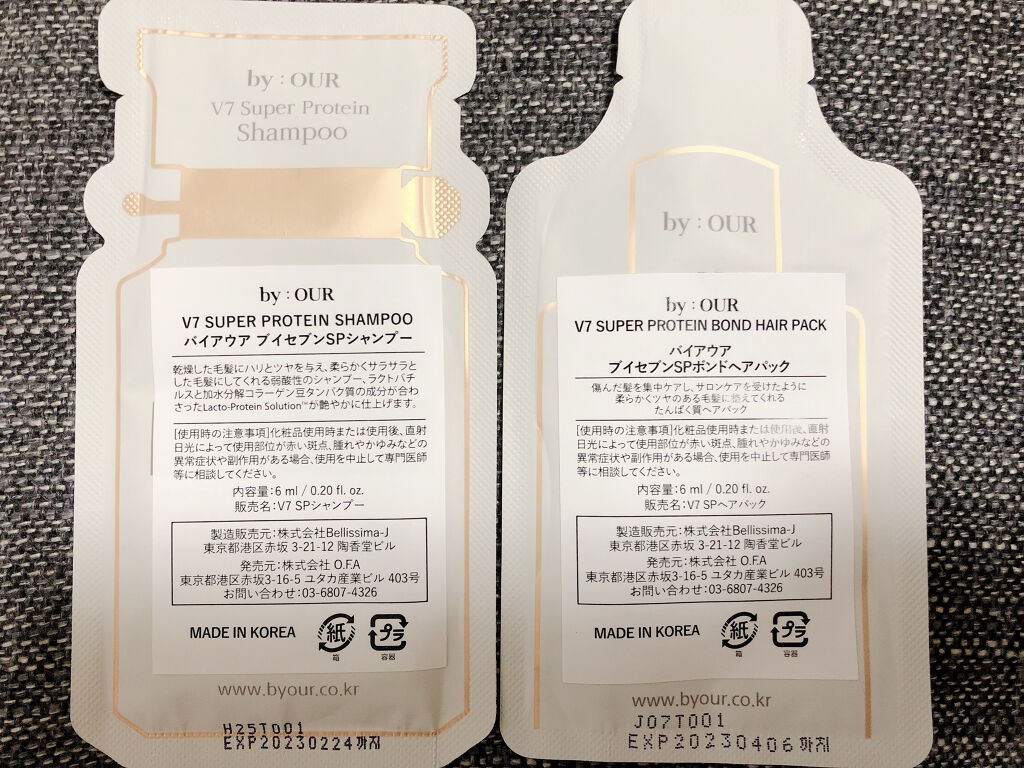 by : OUR
V7 Super Protein
Shampoo
by : OUR
V7 SUPER PROTEIN SHAMPOO
バイアウア ブイセブンSPシャンプー
乾燥した毛髪にハリとツヤを与え、柔らかくサラサラと
した毛髪にしてくれる弱酸性のシャンプー、ラクトバチ
ルスと加水分解コラーゲン豆タンパク質の成分が合わ
さったLacto-Protein Solution™が艶やかに仕上げます。
[使用時の注意事項]化粧品使用時または使用後、直射
日光によって使用部位が赤い斑点、腫れやかゆみなどの
異常症状や副作用がある場合、使用を中止して専門医師
等に相談してください。
内容量:6 ml / 0.20 fl. oz.
販売名:V7 SPシャンプー
製造販売元:株式会社Bellissima-J
東京都港区赤坂 3-21-12 陶香堂ビル
発売元:株式会社 O.F.A
東京都港区赤坂3-16-5 ユタカ産業ビル 403号
お問い合わせ:03-6807-4326
MADE IN KOREA
紙
箱
プラ
容器
www.byour.co.kr
H25T001
EXP20230224까지
by : OUR
by : OUR
V7 SUPER PROTEIN BOND HAIR PACK
バイアウア
ブイセブンSPボンドヘアパック
傷んだ髪を集中ケアし、サロンケアを受けたように
柔らかくツヤのある毛髪に整えてくれる
たんぱく質ヘアパック
[使用時の注意事項]化粧品使用時または使用後、直射
日光によって使用部位が赤い斑点、腫れやかゆみなどの
異常症状や副作用がある場合、使用を中止して専門医師
等に相談してください。
内容量:6 ml / 0.20 fl. oz.
販売名:V7 SPヘアパック
製造販売元:株式会社Bellissima-J
東京都港区赤坂 3-21-12 陶香堂ビル
発売元:株式会社 O.F.A
東京都港区赤坂3-16-5 ユタカ産業ビル 403号
お問い合わせ:03-6807-4326
MADE IN KOREA
紙
箱
プラ
容器
www.byour.co.kr
J07T001
EXP20230406까지